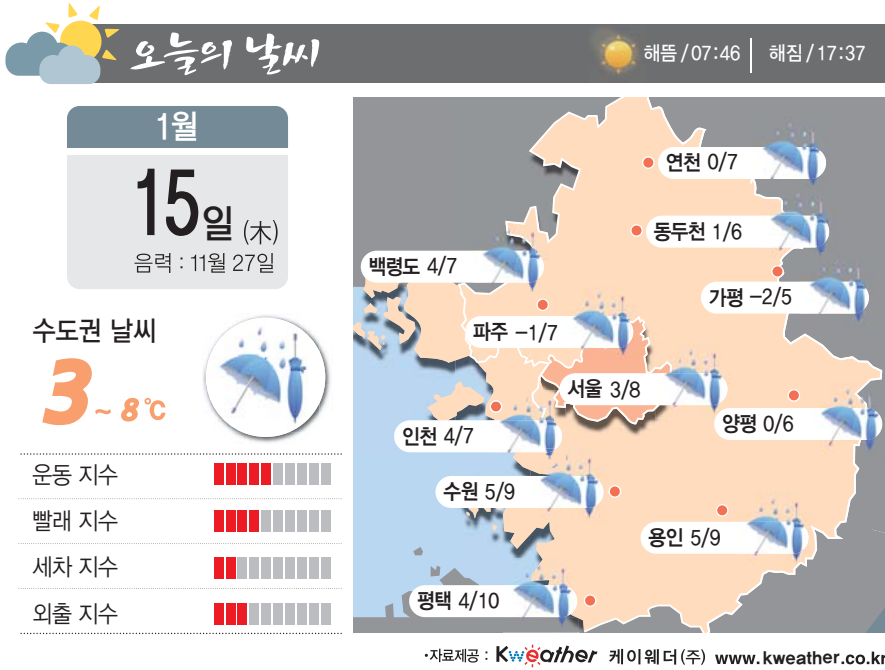 오늘의 날씨
해뜸 / 07:46
해짐 / 17:37
1월
15일 (木)
음력 : 11월 27일
수도권 날씨
3 ~ 8℃
운동 지수
빨래 지수
세차 지수
외출 지수
연천 0/7
동두천 1/6
백령도 4/7
가평 −2/5
파주 −1/7
서울 3/8
양평 0/6
인천 4/7
수원 5/9
용인 5/9
평택 4/10
·자료제공 : Kweather 케이웨더(주) www.kweather.co.kr